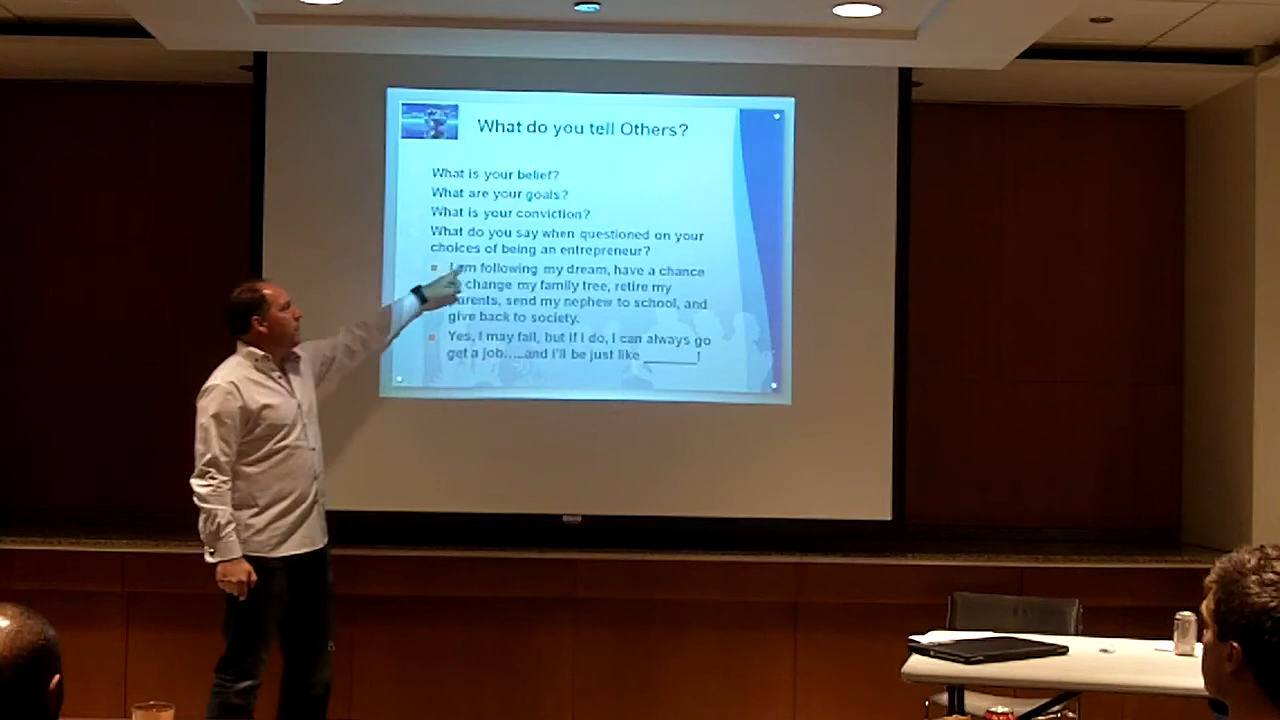 What do you tell Others?
What is your belief?
What are your goals?
What is your conviction?
What do you say when questioned on your
choices of being an entrepreneur?
I am following my dream, have a chance
change my family tree, retire my
parents, send my nephew to school, and
give back to society.
Yes, I may fail, but if I do, I can always go
get a job.....and I'll be just like _______!